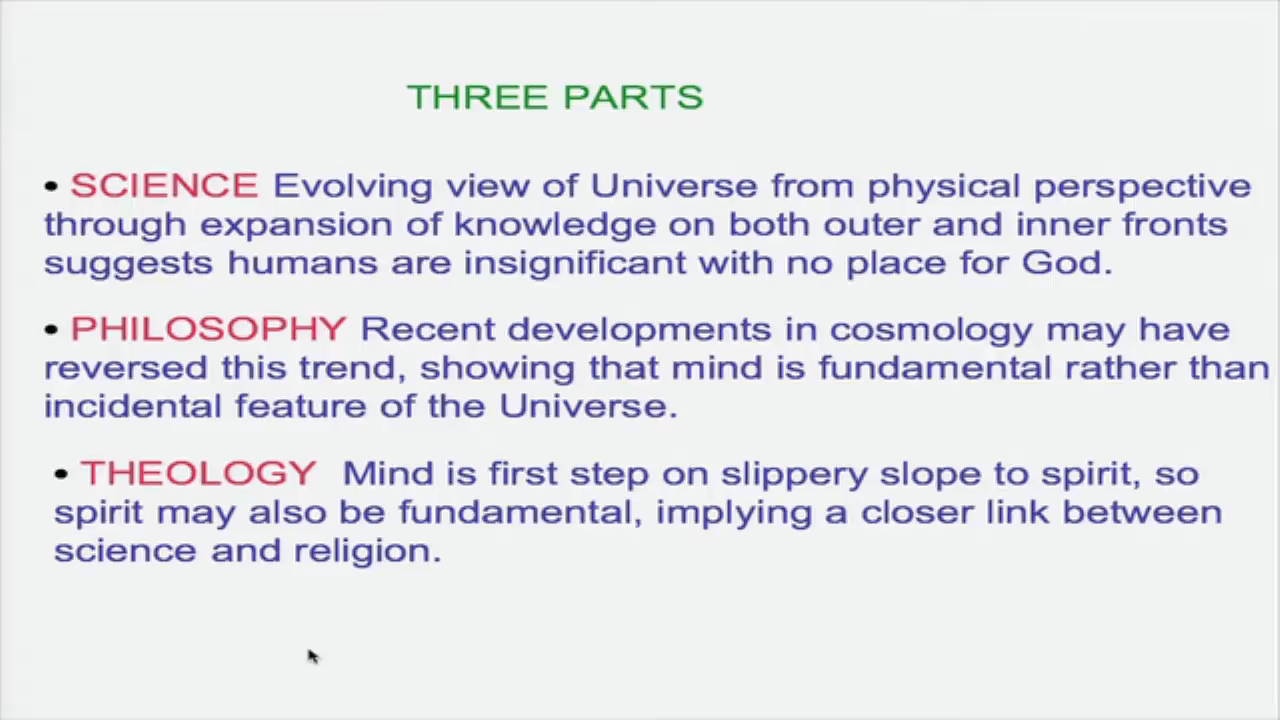 THREE PARTS
• SCIENCE Evolving view of Universe from physical perspective
through expansion of knowledge on both outer and inner fronts
suggests humans are insignificant with no place for God.
• PHILOSOPHY Recent developments in cosmology may have
reversed this trend, showing that mind is fundamental rather than
incidental feature of the Universe.
• THEOLOGY Mind is first step on slippery slope to spirit, so
spirit may also be fundamental, implying a closer link between
science and religion.